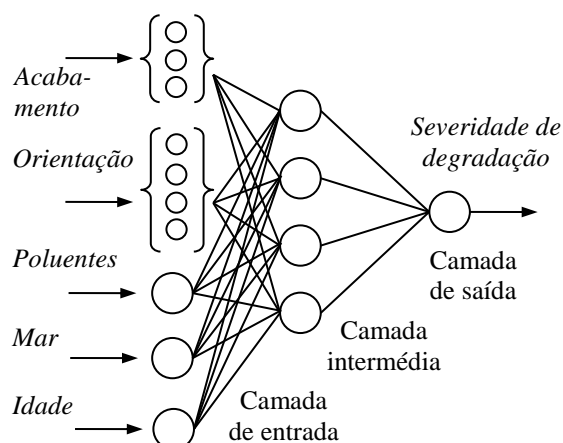 Acaba-
mento
Orientação
Poluentes
Mar
Idade
Severidade de
degradação
Camada
de saída
Camada
intermédia
Camada
de entrada